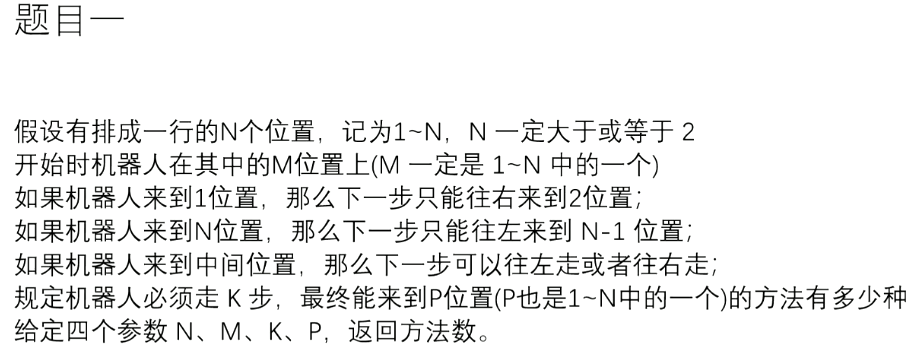 题目一
假设有排成一行的N个位置，记为1~N，N 一定大于或等于 2
开始时机器人在其中的M位置上(M 一定是 1~N 中的一个)
如果机器人来到1位置，那么下一步只能往右来到2位置；
如果机器人来到N位置，那么下一步只能往左来到 N-1 位置；
如果机器人来到中间位置，那么下一步可以往左走或者往右走；
规定机器人必须走 K 步，最终能来到P位置(P也是1~N中的一个)的方法有多少种
给定四个参数 N、M、K、P，返回方法数。